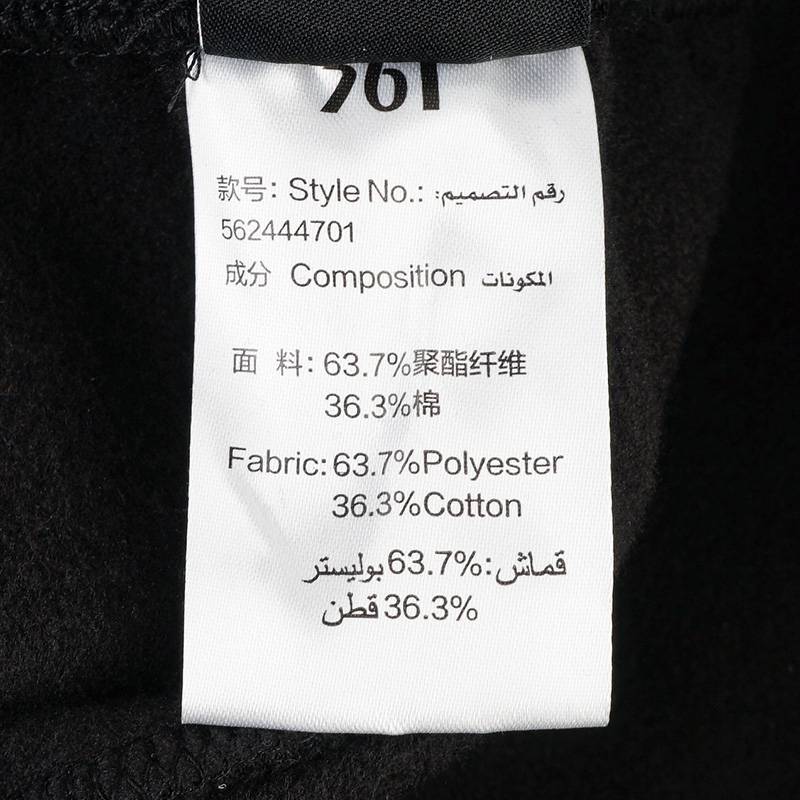 款号: Style No.: رقم التصميم:
562444701
成分 Composition المكونات
面 料: 63.7%聚酯纤维
36.3%棉
Fabric: 63.7%Polyester
36.3%Cotton
قماش: 63.7% بوليستر
36.3% قطن